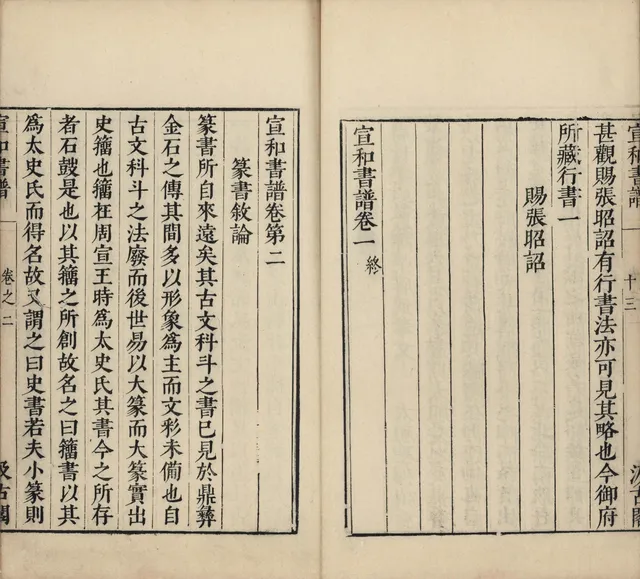 宣和書譜 十三 汲古閣
甚觀賜張昭詔有行書法亦可見其略也今御府
所藏行書一
賜張昭詔
宣和書譜卷一 終
宣和書譜卷第二
篆書敘論
篆書所自來遠矣其古文科斗之書已見於鼎彝
金石之傳其間多以形象爲主而文彩未備也自
古文科斗之法廢而後世易以大篆而大篆實出
史籀也籀在周宣王時爲太史氏其書今之所存
者石鼓是也以其籀之所創故名之曰籀書以其
爲太史氏而得名故又謂之曰史書若夫小篆則
宣和書譜 卷之二 汲古閣